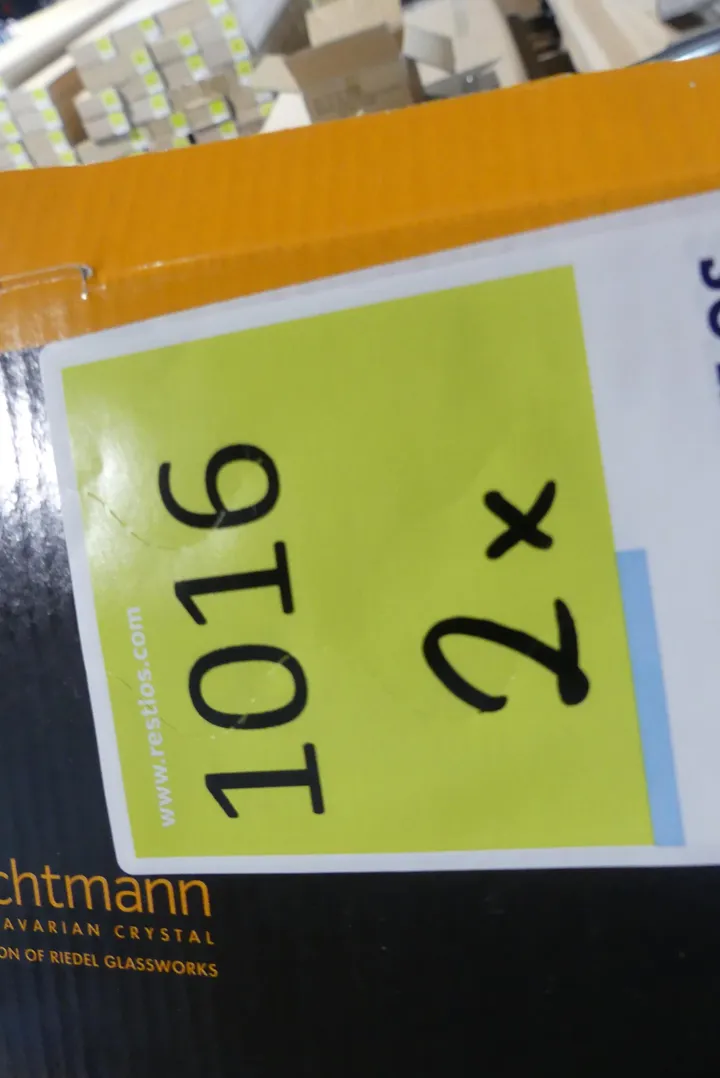 www.restlos.com
1016
2x
chtmann
AVARIAN CRYSTAL
ON OF RIEDEL GLASSWORKS